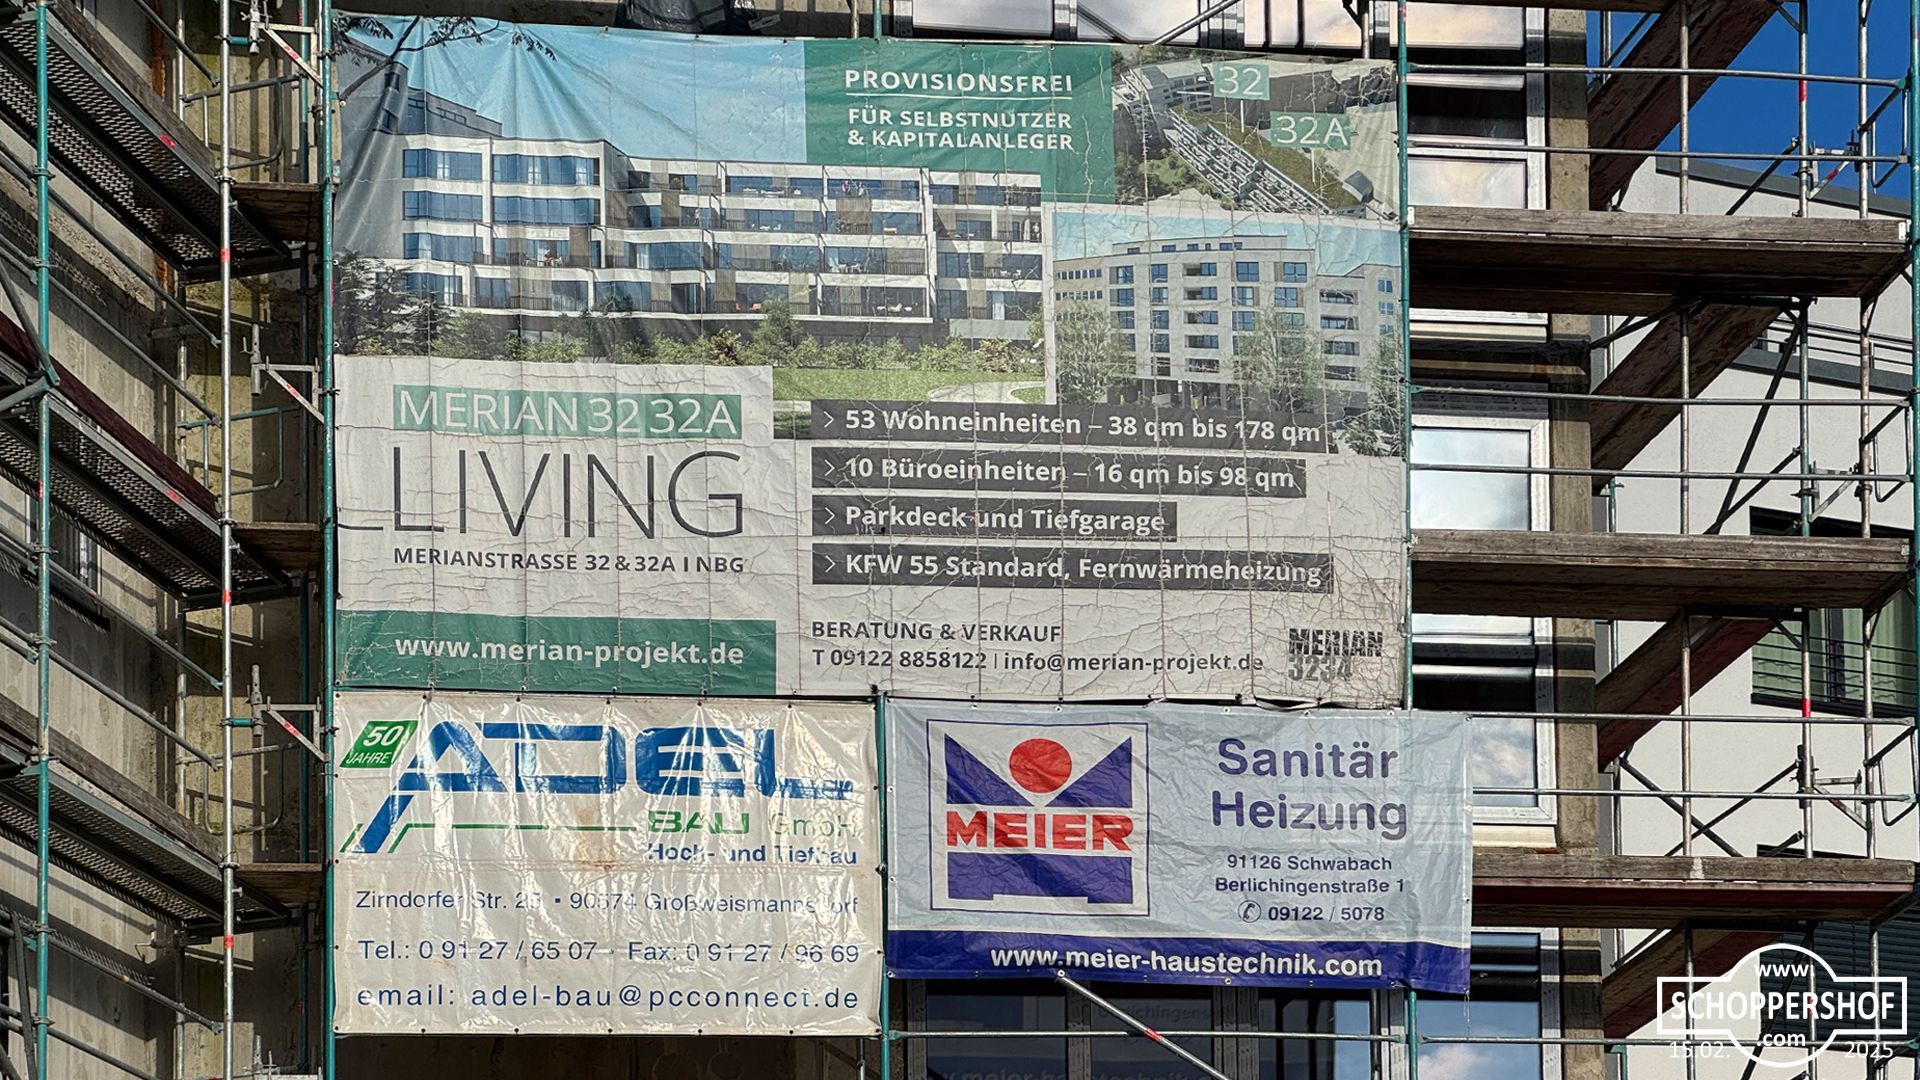 PROVISIONSFREI
FÜR SELBSTNUTZER
& KAPITALANLEGER
32
32A
MERIAN 32 32A
LIVING
MERIANSTRASSE 32 & 32A I NBG
> 53 Wohneinheiten – 38 qm bis 178 qm
> 10 Büroeinheiten – 16 qm bis 98 qm
> Parkdeck und Tiefgarage
> KFW 55 Standard, Fernwärmeheizung
www.merian-projekt.de
BERATUNG & VERKAUF
T 09122 8858122 | info@merian-projekt.de
MERIAN
3234
50
JAHRE
ADEL
BAU GmbH
Hoch- und Tiefbau
Zirndorfer Str. 25 ▪ 90574 Großweismannsdorf
Tel.: 0 91 27 / 65 07 - Fax: 0 91 27 / 96 69
email: adel-bau@pcconnect.de
MEIER
Sanitär
Heizung
91126 Schwabach
Berlichingenstraße 1
09122 / 5078
www.meier-haustechnik.com
www
SCHOPPERSHOF
.com
15.02. 2025